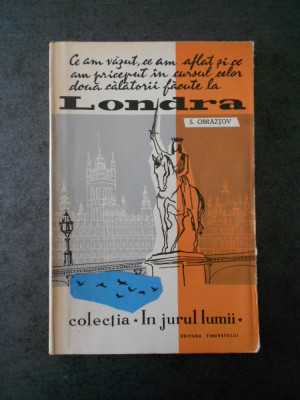 Ce am văzut, ce am aflat și ce
am priceput în cursul celor
două călătorii făcute la
Londra
S. OBRAZȚOV
colecția * In jurul lumii *
EDITURA TINERETULUI